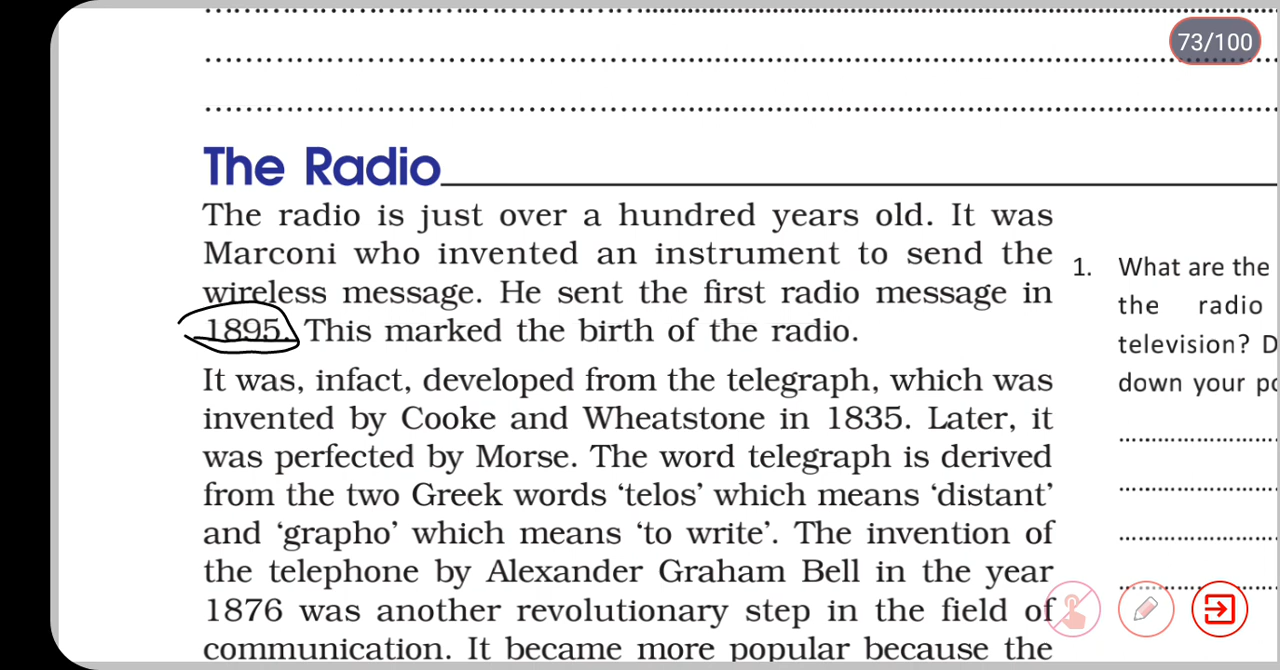 73/100
The Radio
The radio is just over a hundred years old. It was
Marconi who invented an instrument to send the
wireless message. He sent the first radio message in
1895. This marked the birth of the radio.
It was, infact, developed from the telegraph, which was
invented by Cooke and Wheatstone in 1835. Later, it
was perfected by Morse. The word telegraph is derived
from the two Greek words ‘telos’ which means ‘distant’
and ‘grapho’ which means ‘to write’. The invention of
the telephone by Alexander Graham Bell in the year
1876 was another revolutionary step in the field of
communication. It became more popular because the
1. What are the
the radio
television? D
down your po